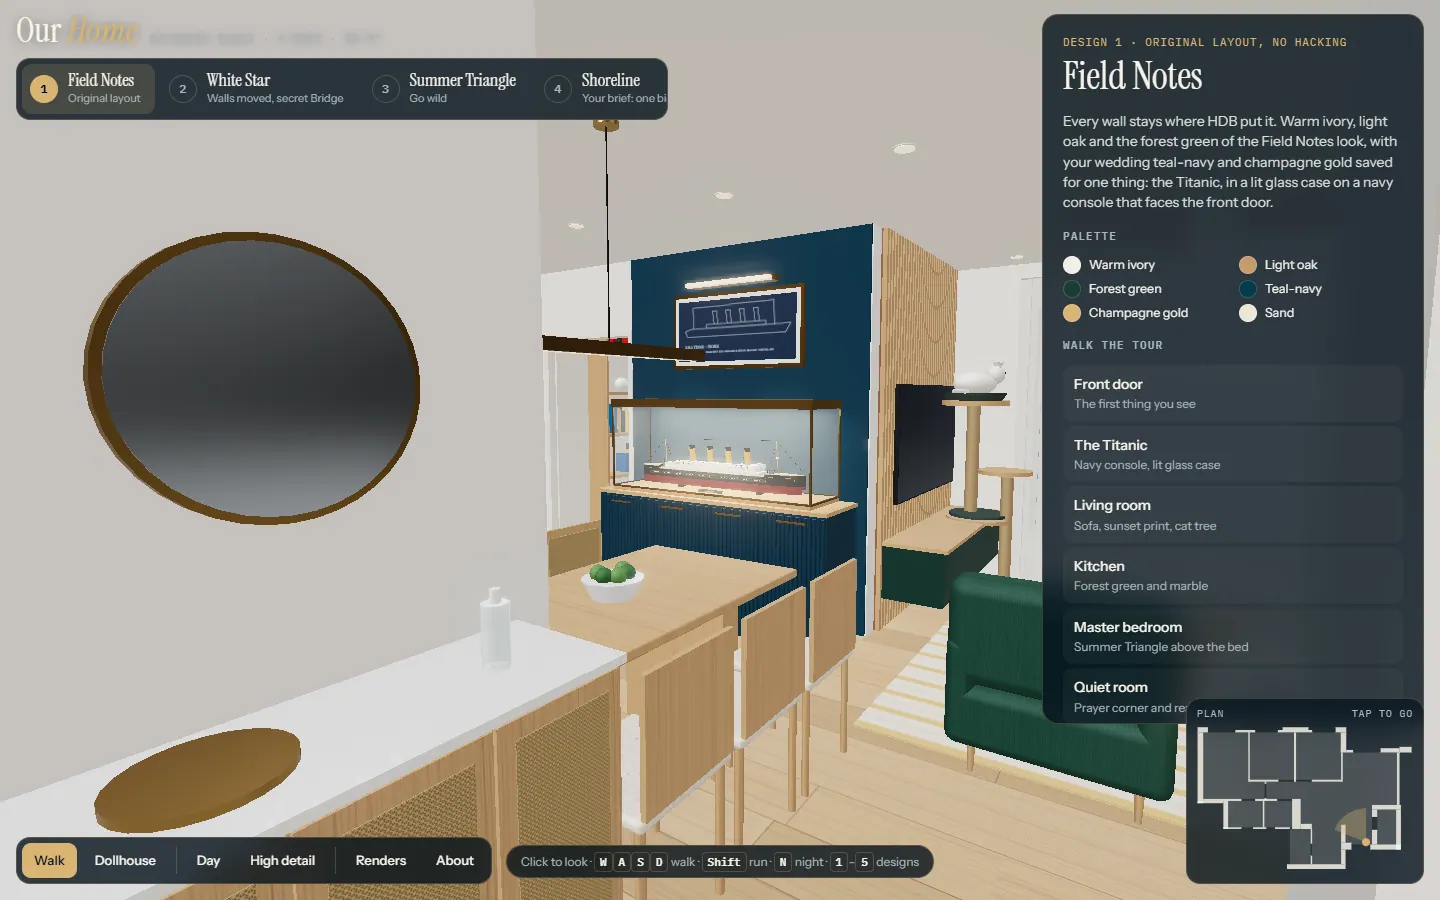 Our Home
1 Field Notes
Original layout
2 White Star
Walls moved, secret Bridge
3 Summer Triangle
Go wild
4 Shoreline
Your brief: one bi
DESIGN 1 · ORIGINAL LAYOUT, NO HACKING
Field Notes
Every wall stays where HDB put it. Warm ivory, light
oak and the forest green of the Field Notes look, with
your wedding teal-navy and champagne gold saved
for one thing: the Titanic, in a lit glass case on a navy
console that faces the front door.
PALETTE
Warm ivory
Light oak
Forest green
Teal-navy
Champagne gold
Sand
WALK THE TOUR
Front door
The first thing you see
The Titanic
Navy console, lit glass case
Living room
Sofa, sunset print, cat tree
Kitchen
Forest green and marble
Master bedroom
Summer Triangle above the bed
Quiet room
Prayer corner and
PLAN
TAP TO GO
Walk
Dollhouse
Day
High detail
Renders
About
Click to look · W A S D walk · Shift run · N night · 1 – 5 designs